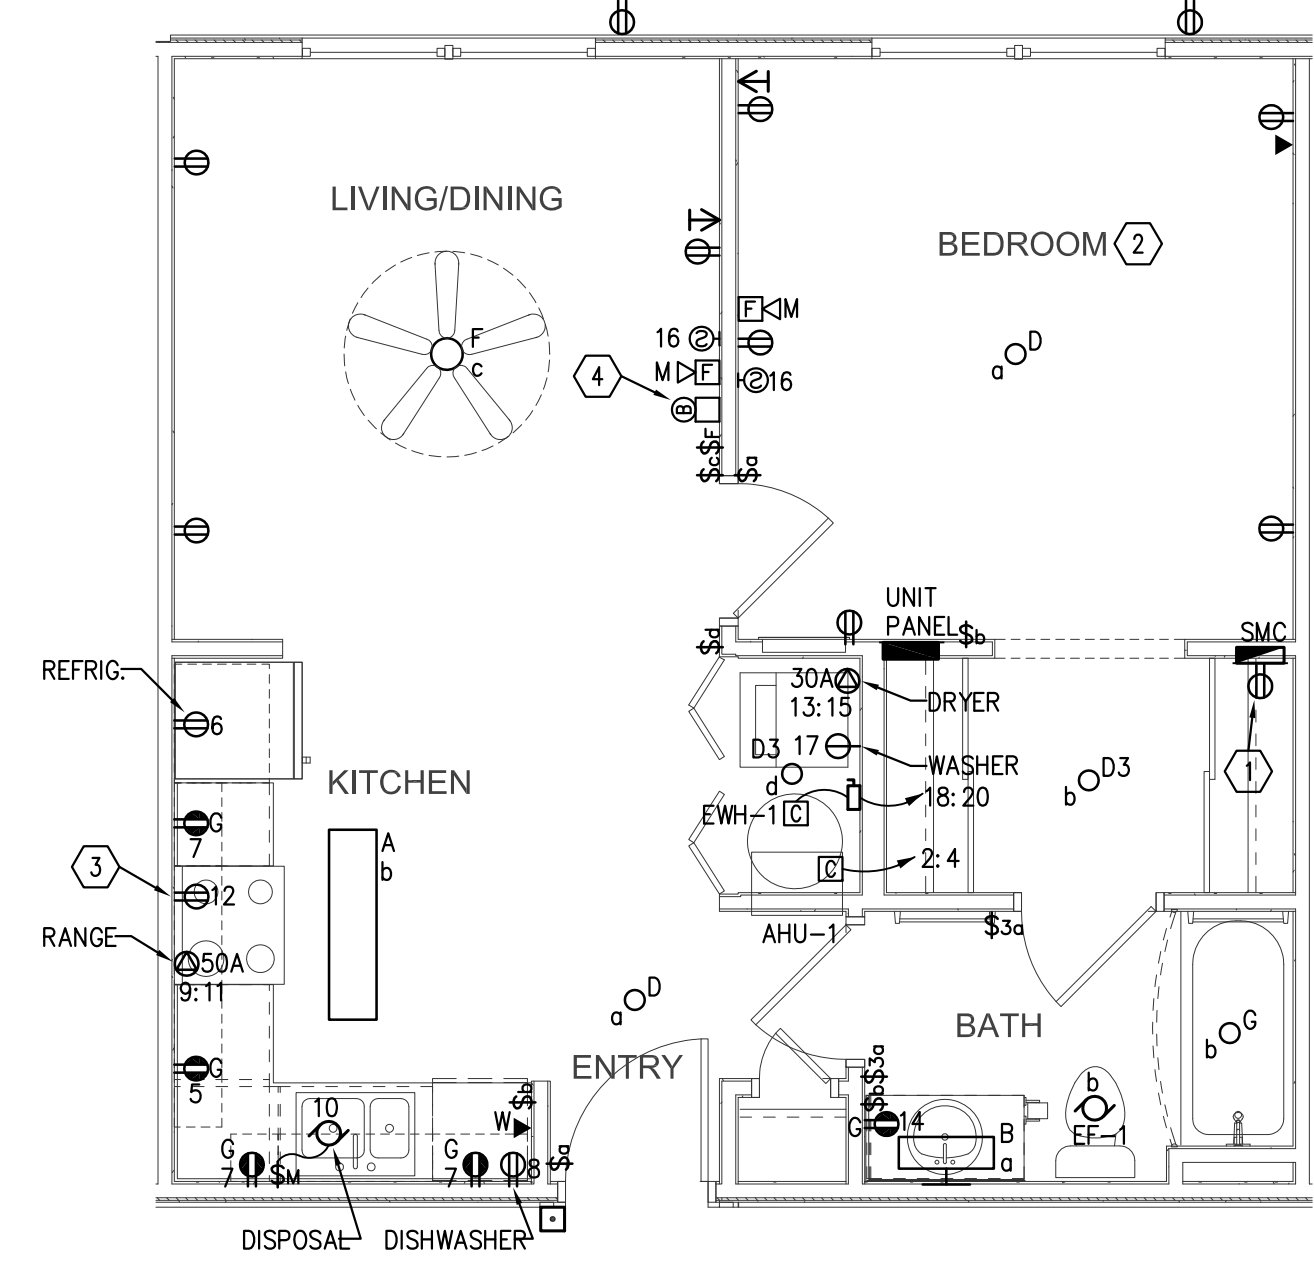 LIVING/DINING
BEDROOM 2
F
c
F M
16
M F
4
B
16
D
a
$F
$c
$a
UNIT
PANEL
$b
SMC
$d
REFRIG.
6
30A
13:15
DRYER
D3
17
WASHER
d
18:20
D3
b
1
KITCHEN
EWH-1
C
G
7
A
b
3
12
C
2:4
RANGE
50A
9:11
AHU-1
$3a
D
a
BATH
G
b
ENTRY
G
5
$3a
$b
$b
10
W
b
EF-1
G
14
B
a
G
7
$M
G
7
8
$a
DISPOSAL
DISHWASHER